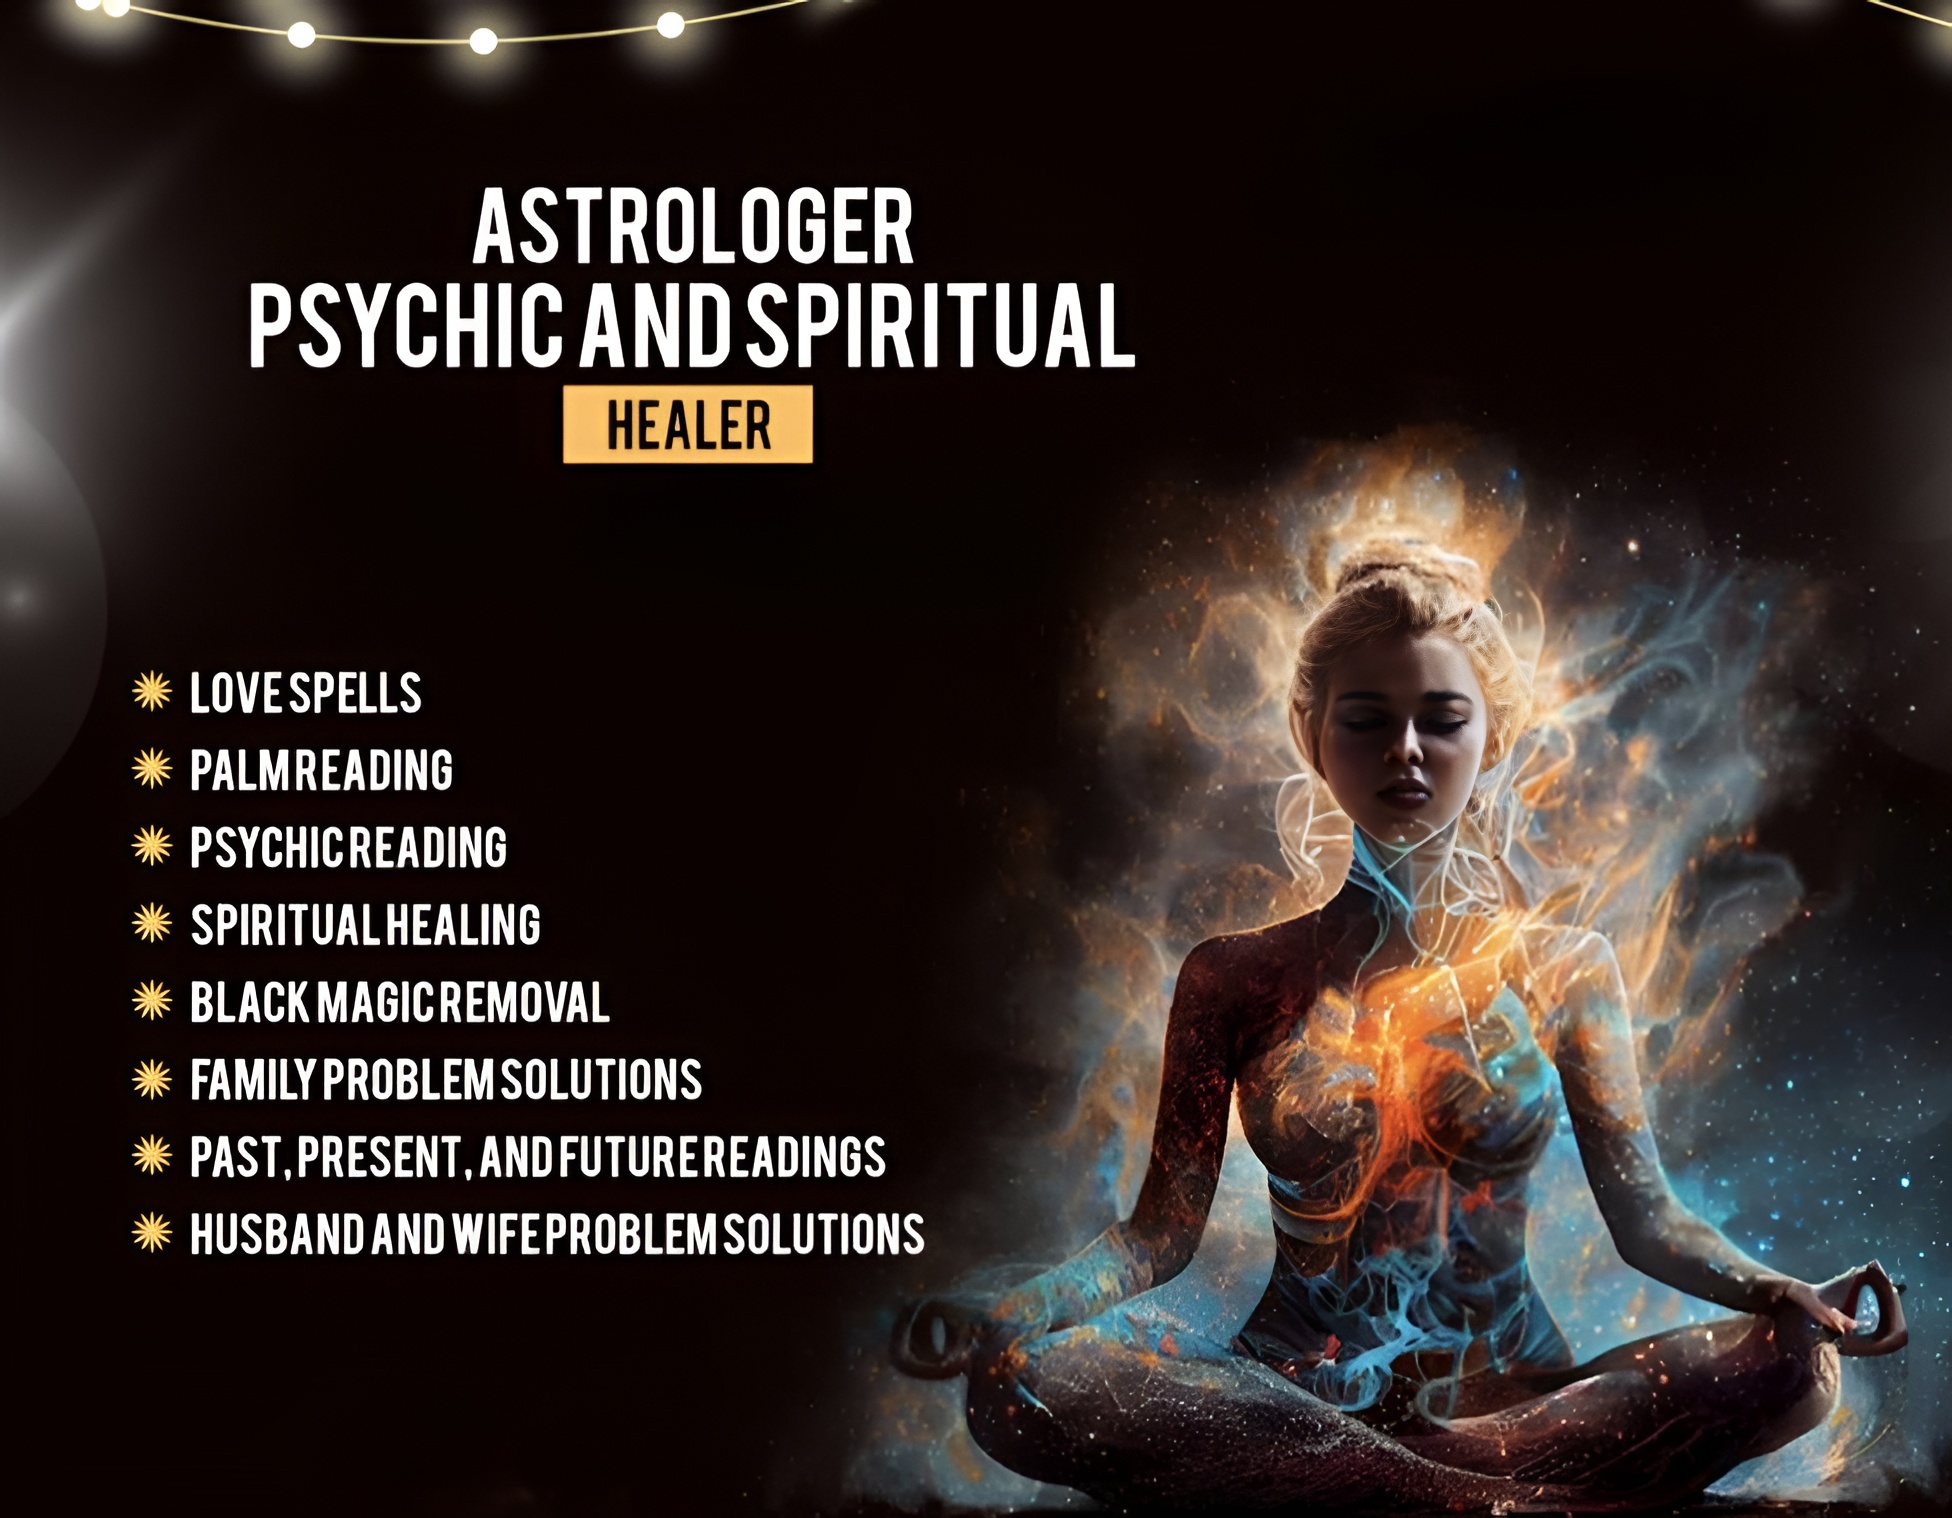 ASTROLOGER
PSYCHIC AND SPIRITUAL
HEALER
LOVE SPELLS
PALM READING
PSYCHIC READING
SPIRITUAL HEALING
BLACK MAGIC REMOVAL
FAMILY PROBLEM SOLUTIONS
PAST, PRESENT, AND FUTURE READINGS
HUSBAND AND WIFE PROBLEM SOLUTIONS